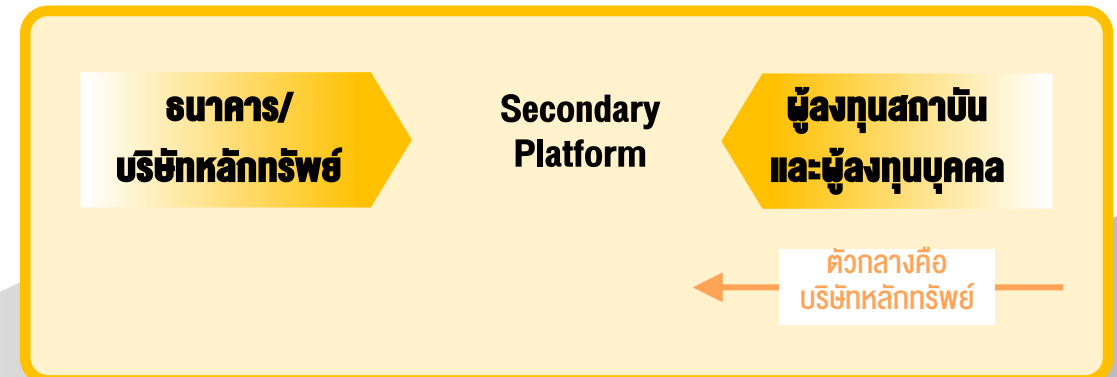 ธนาคาร/
บริษัทหลักทรัพย์
Secondary
Platform
ผู้ลงทุนสถาบัน
และผู้ลงทุนบุคคล
ตัวกลางคือ
บริษัทหลักทรัพย์